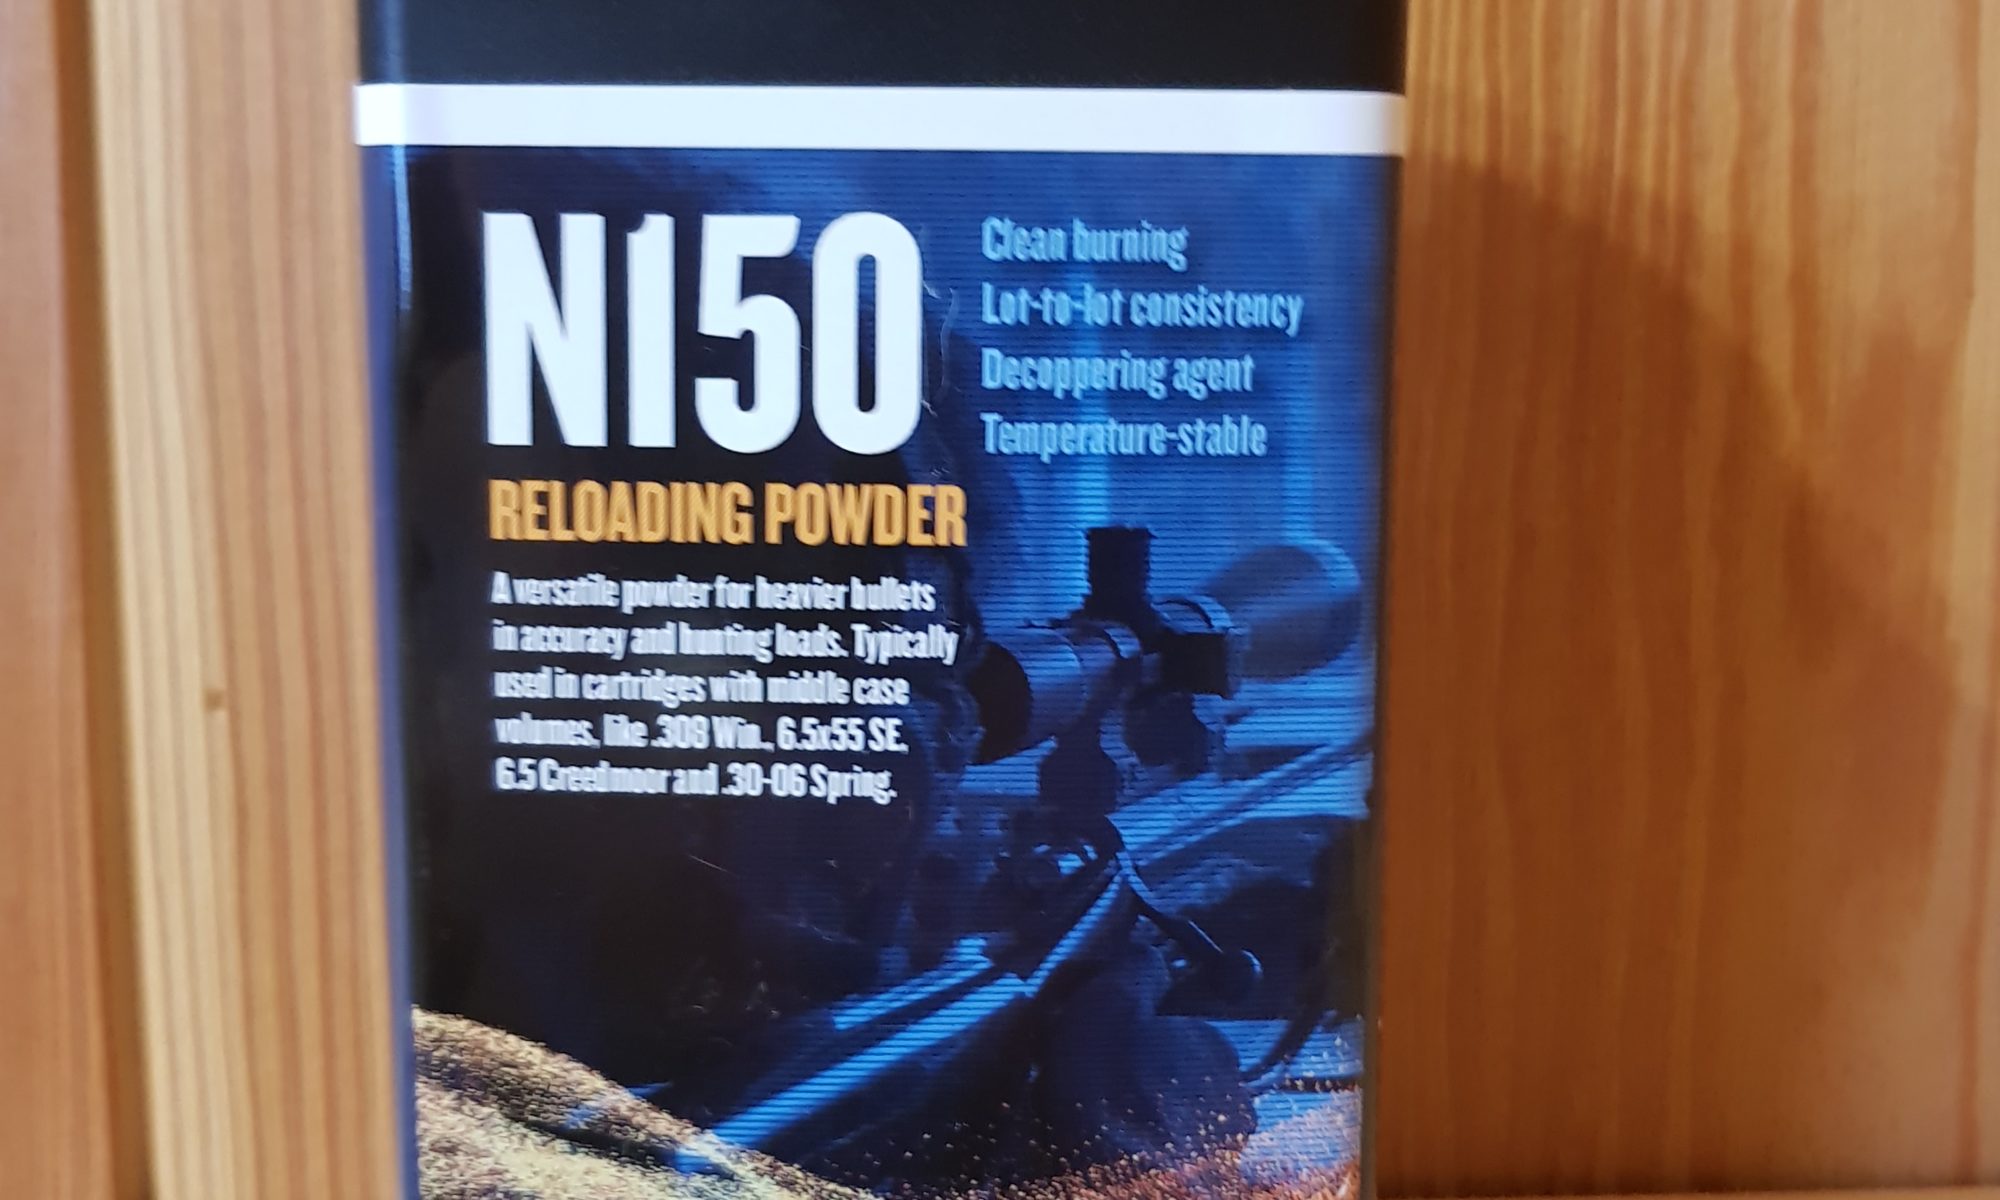 N150
Clean burning
Lot-to-lot consistency
Decoppering agent
Temperature-stable
RELOADING POWDER
A versatile powder for heavier bullets
in accuracy and hunting loads. Typically
used in cartridges with middle case
volumes, like .308 Win., 6.5x55 SE,
6.5 Creedmoor and .30-06 Spring.